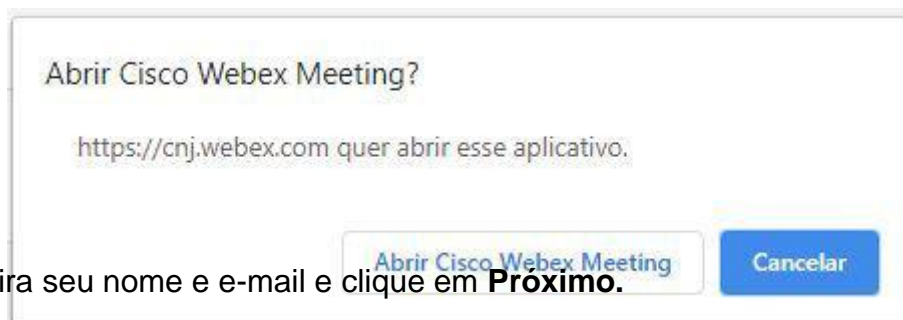 Abrir Cisco Webex Meeting?
https://cnj.webex.com quer abrir esse aplicativo.
Abrir Cisco Webex Meeting Cancelar
ira seu nome e e-mail e clique em Próximo.